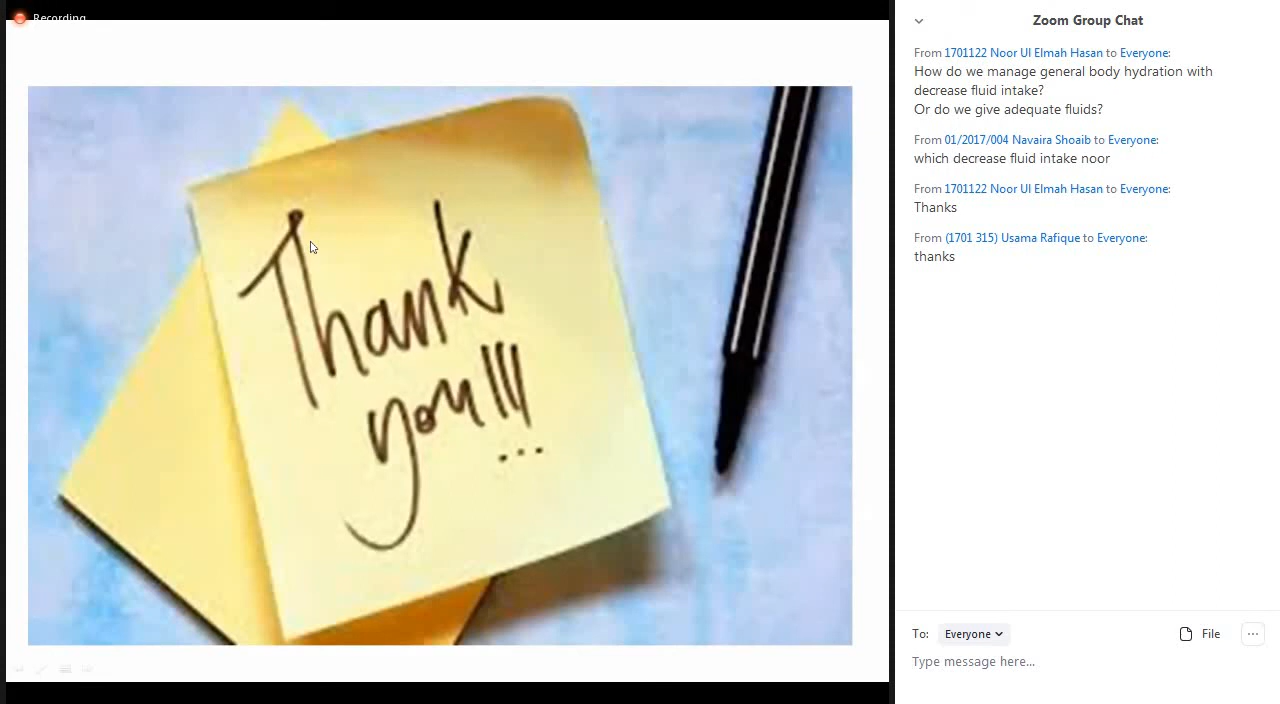 Recording
Thank
you!!!
...
Zoom Group Chat
From 1701122 Noor Ul Elmah Hasan to Everyone:
How do we manage general body hydration with
decrease fluid intake?
Or do we give adequate fluids?
From 01/2017/004 Navaira Shoaib to Everyone:
which decrease fluid intake noor
From 1701122 Noor Ul Elmah Hasan to Everyone:
Thanks
From (1701 315) Usama Rafique to Everyone:
thanks
To: Everyone File ...
Type message here...